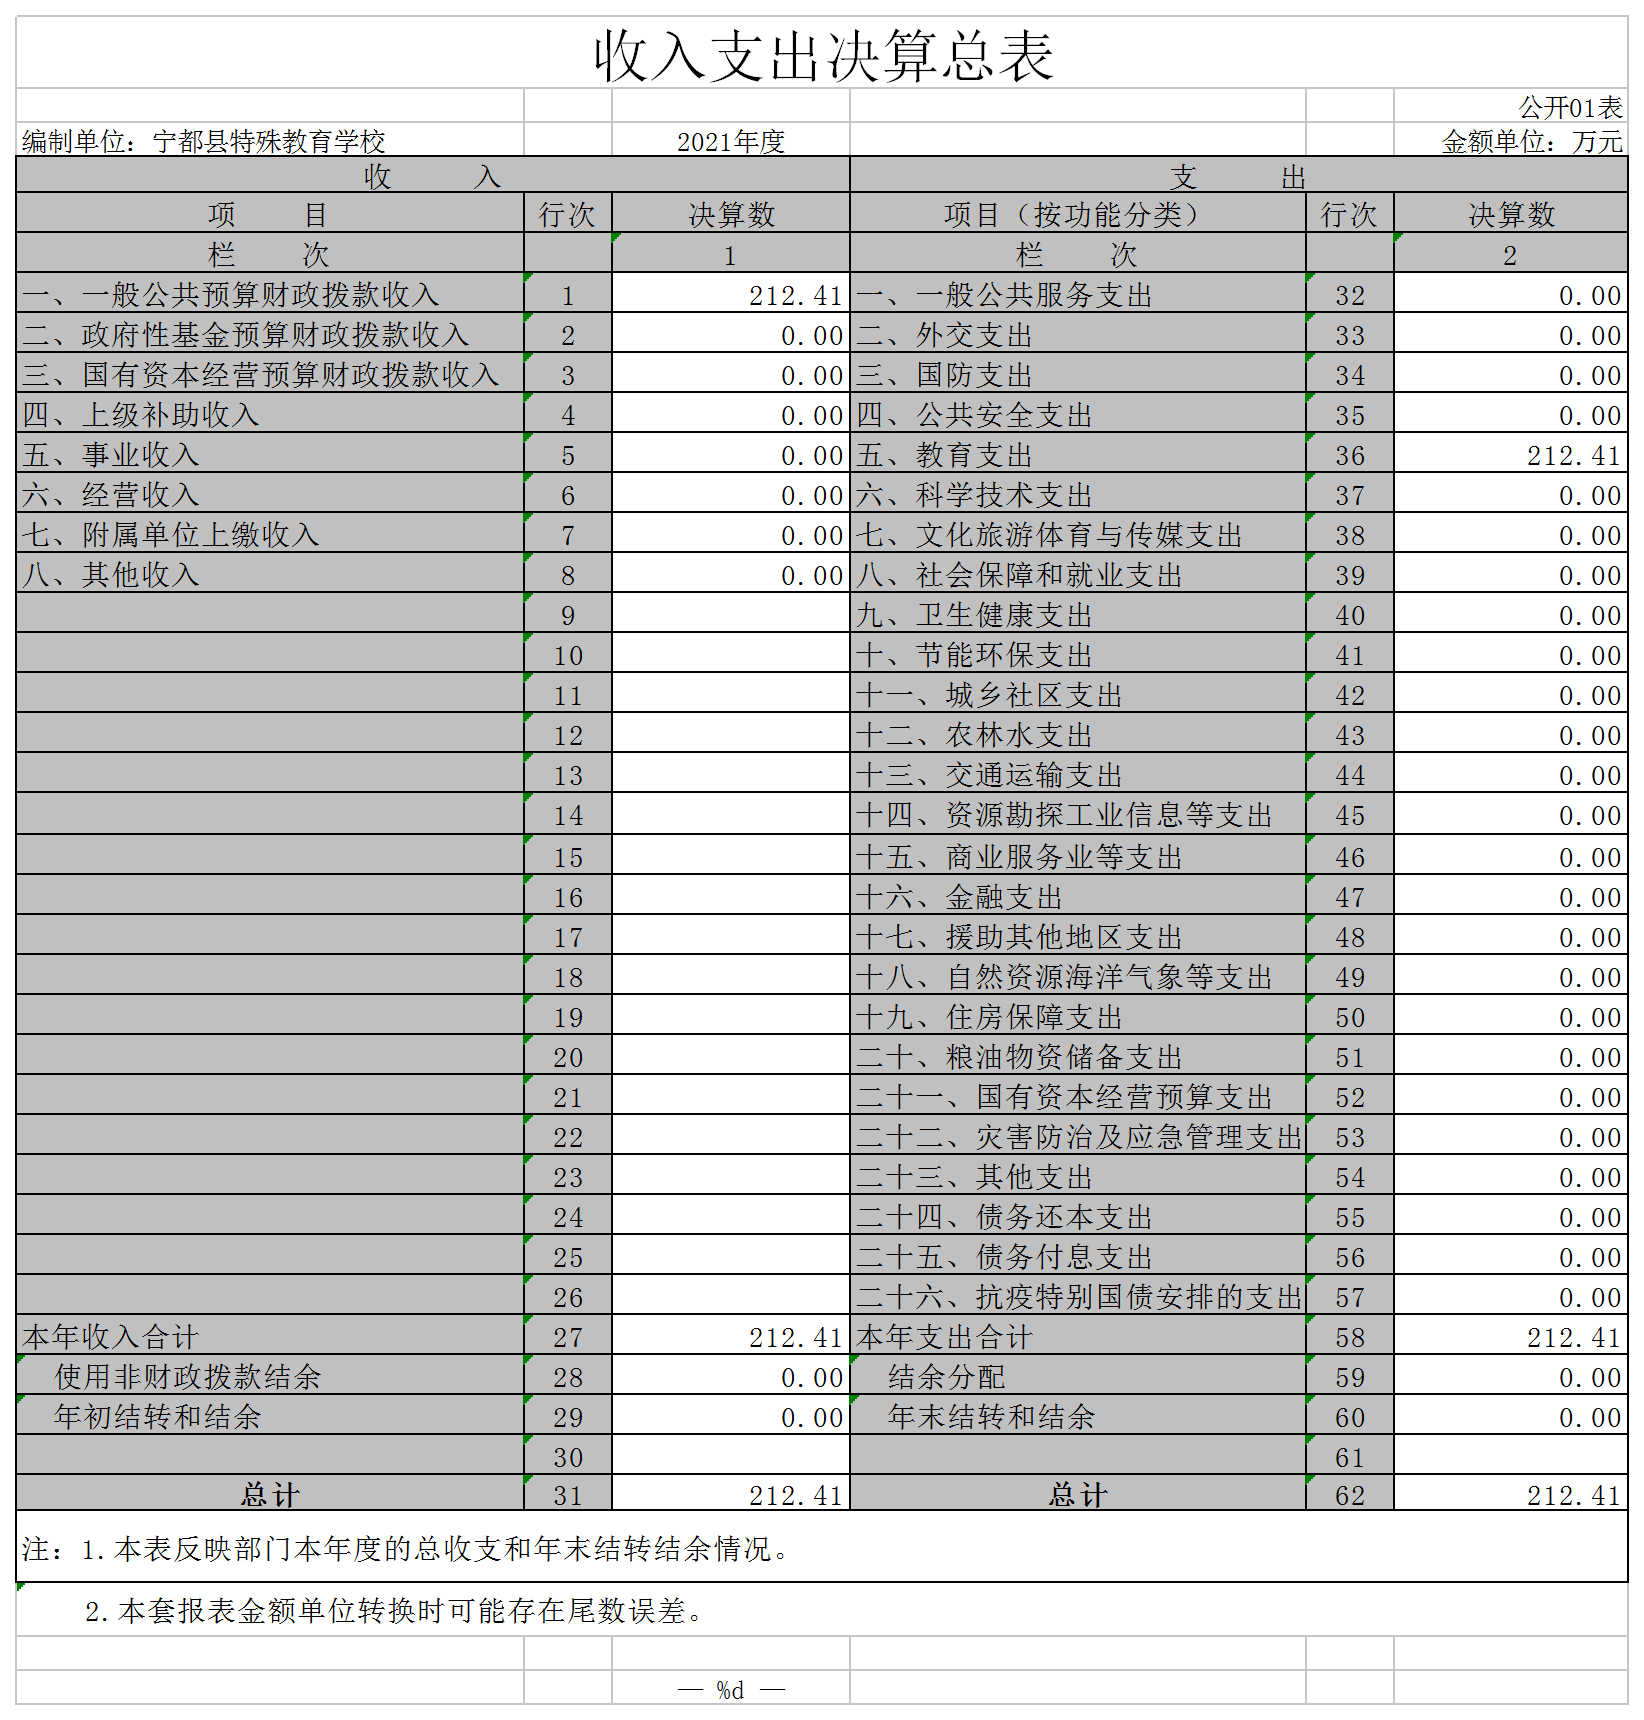 收入支出决算总表
公开01表
编制单位：宁都县特殊教育学校 2021年度 金额单位：万元
收 入 支 出
项 目 行次 决算数 项目（按功能分类） 行次 决算数
栏 次 1 栏 次 2
一、一般公共预算财政拨款收入 1 212.41 一、一般公共服务支出 32 0.00
二、政府性基金预算财政拨款收入 2 0.00 二、外交支出 33 0.00
三、国有资本经营预算财政拨款收入 3 0.00 三、国防支出 34 0.00
四、上级补助收入 4 0.00 四、公共安全支出 35 0.00
五、事业收入 5 0.00 五、教育支出 36 212.41
六、经营收入 6 0.00 六、科学技术支出 37 0.00
七、附属单位上缴收入 7 0.00 七、文化旅游体育与传媒支出 38 0.00
八、其他收入 8 0.00 八、社会保障和就业支出 39 0.00
9 九、卫生健康支出 40 0.00
10 十、节能环保支出 41 0.00
11 十一、城乡社区支出 42 0.00
12 十二、农林水支出 43 0.00
13 十三、交通运输支出 44 0.00
14 十四、资源勘探工业信息等支出 45 0.00
15 十五、商业服务业等支出 46 0.00
16 十六、金融支出 47 0.00
17 十七、援助其他地区支出 48 0.00
18 十八、自然资源海洋气象等支出 49 0.00
19 十九、住房保障支出 50 0.00
20 二十、粮油物资储备支出 51 0.00
21 二十一、国有资本经营预算支出 52 0.00
22 二十二、灾害防治及应急管理支出 53 0.00
23 二十三、其他支出 54 0.00
24 二十四、债务还本支出 55 0.00
25 二十五、债务付息支出 56 0.00
26 二十六、抗疫特别国债安排的支出 57 0.00
本年收入合计 27 212.41 本年支出合计 58 212.41
使用非财政拨款结余 28 0.00 结余分配 59 0.00
年初结转和结余 29 0.00 年末结转和结余 60 0.00
30 61
总计 31 212.41 总计 62 212.41
注：1.本表反映部门本年度的总收支和年末结转结余情况。
2.本套报表金额单位转换时可能存在尾数误差。
— %d —